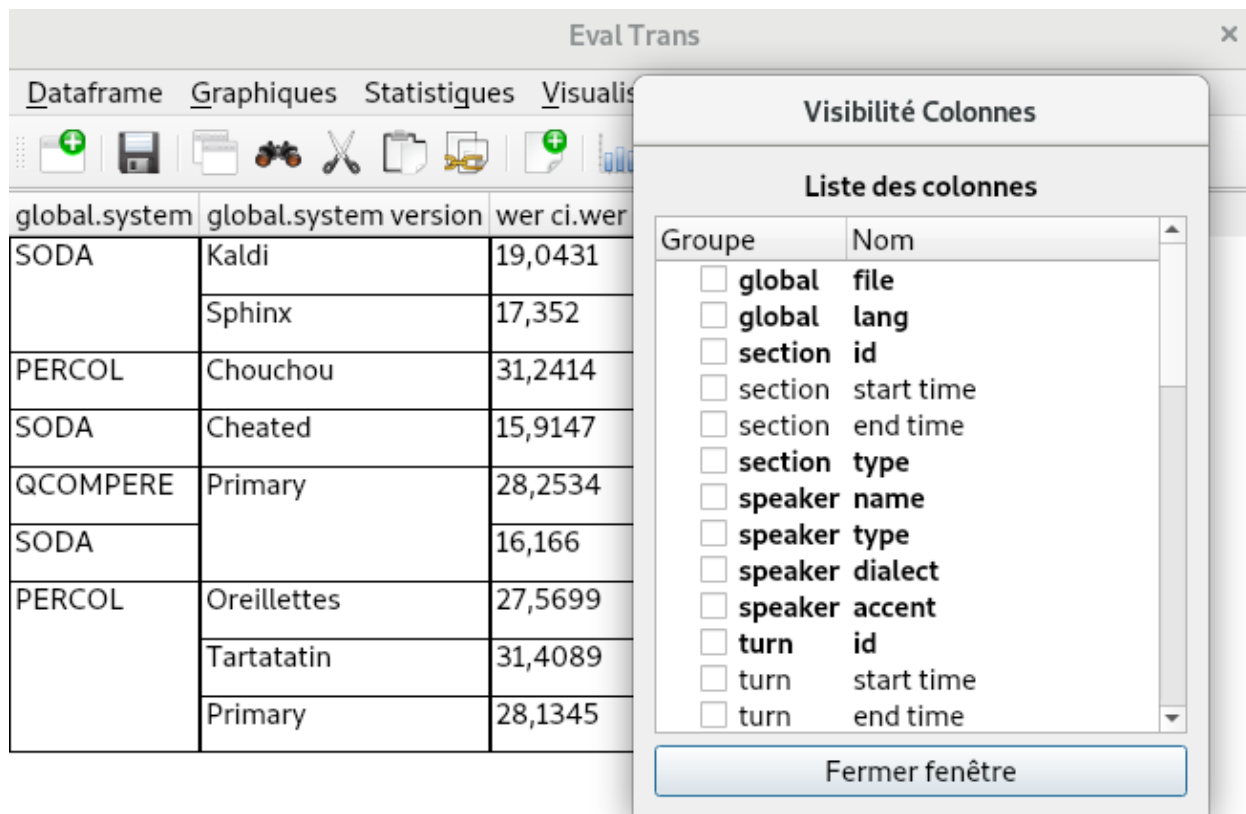 Eval Trans
Dataframe Graphiques Statistiques Visualis
global.system global.system version wer ci.wer
SODA Kaldi 19,0431
Sphinx 17,352
PERCOL Chouchou 31,2414
SODA Cheated 15,9147
QCOMPERE Primary 28,2534
SODA 16,166
PERCOL Oreillettes 27,5699
Tartatatin 31,4089
Primary 28,1345
Visibilité Colonnes
Liste des colonnes
Groupe Nom
global file
global lang
section id
section start time
section end time
section type
speaker name
speaker type
speaker dialect
speaker accent
turn id
turn start time
turn end time
Fermer fenêtre